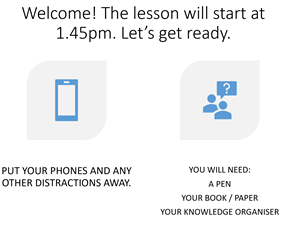 Welcome! The lesson will start at
1.45pm. Let's get ready.
?
PUT YOUR PHONES AND ANY
OTHER DISTRACTIONS AWAY.
YOU WILL NEED:
A PEN
YOUR BOOK / PAPER
YOUR KNOWLEDGE ORGANISER